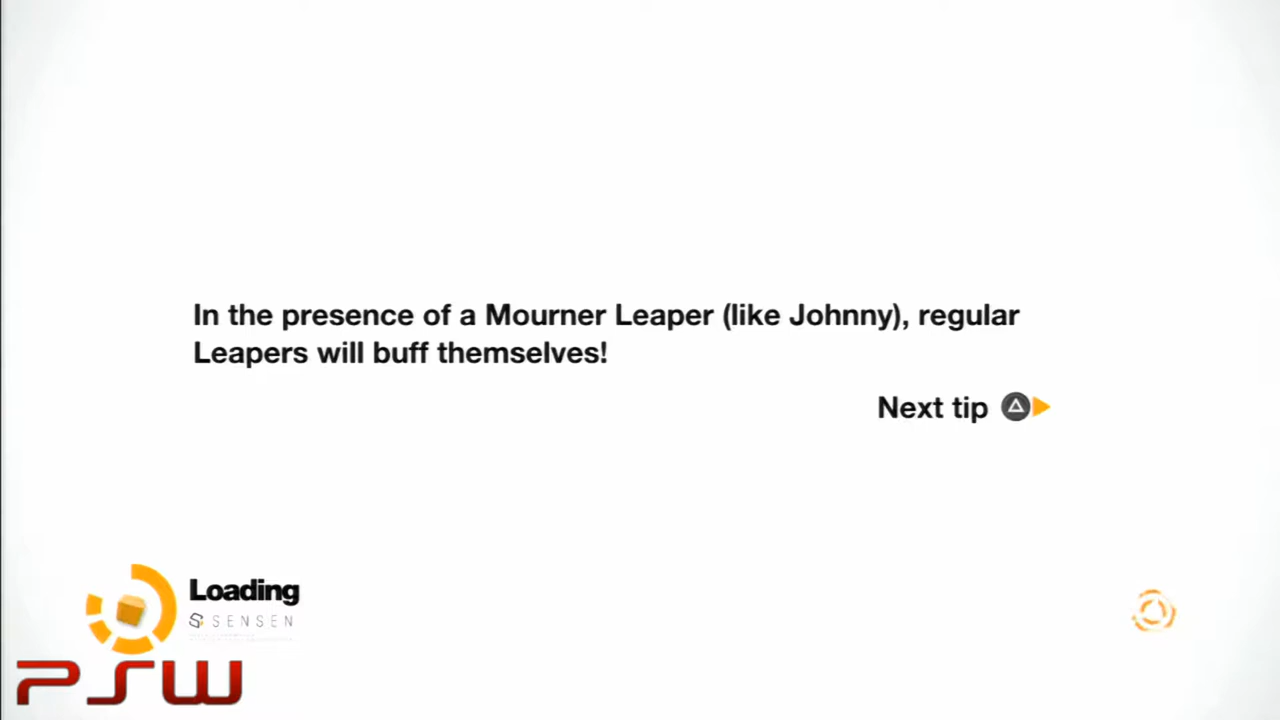 In the presence of a Mourner Leaper (like Johnny), regular
Leapers will buff themselves!
Next tip
Loading
SENSEN
PSW